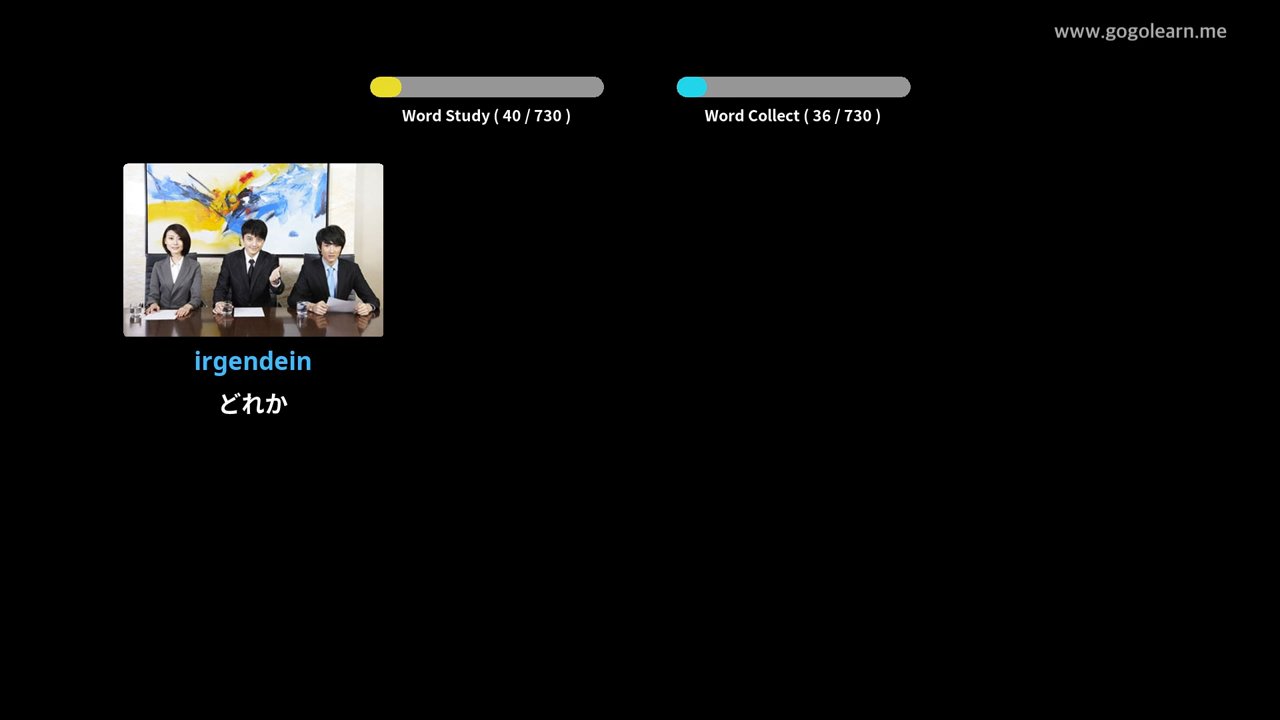 www.gogolearn.me
Word Study ( 40 / 730 )
Word Collect ( 36 / 730 )
irgendein
どれか